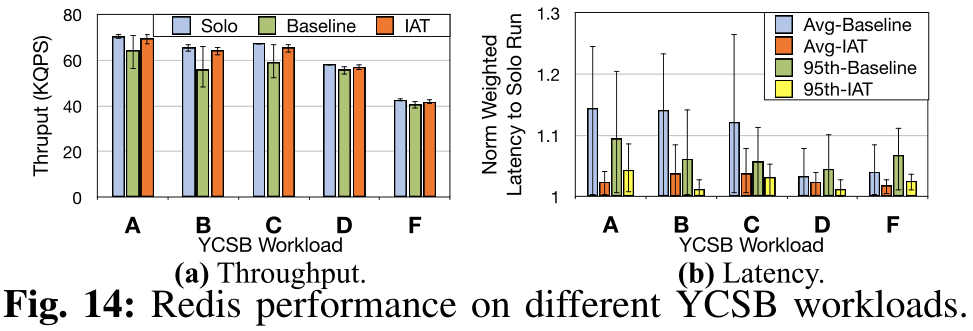 80
60
40
20
0
Thruput (KQPS)
Solo
Baseline
IAT
A B C D F
YCSB Workload
(a) Throughput.
1.3
1.2
1.1
1
Norm Weighted
Latency to Solo Run
Avg-Baseline
Avg-IAT
95th-Baseline
95th-IAT
A B C D F
YCSB Workload
(b) Latency.
Fig. 14: Redis performance on different YCSB workloads.